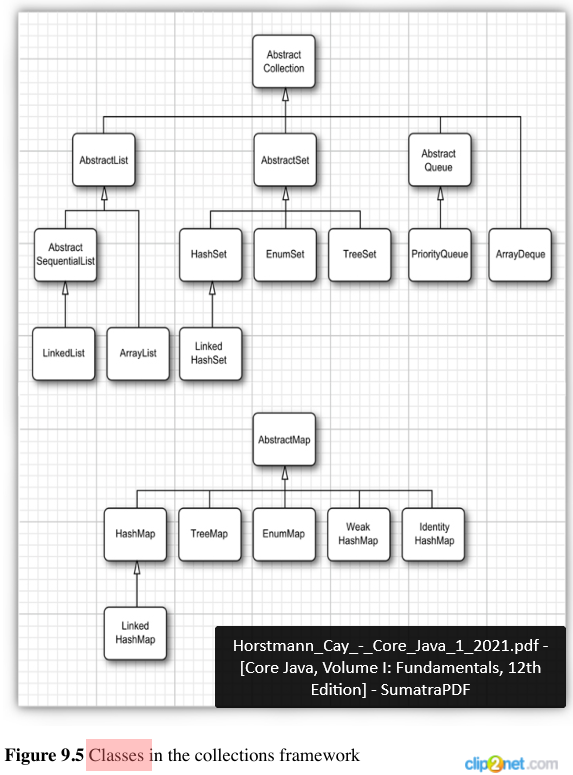 Abstract
Collection
AbstractList
AbstractSet
Abstract
Queue
Abstract
SequentialList
HashSet
EnumSet
TreeSet
PriorityQueue
ArrayDeque
LinkedList
ArrayList
Linked
HashSet
AbstractMap
HashMap
TreeMap
EnumMap
Weak
HashMap
Identity
HashMap
Linked
HashMap
Horstmann_Cay_-_Core_Java_1_2021.pdf -
[Core Java, Volume I: Fundamentals, 12th
Edition] - SumatraPDF
Figure 9.5 Classes in the collections framework
clip2net.com